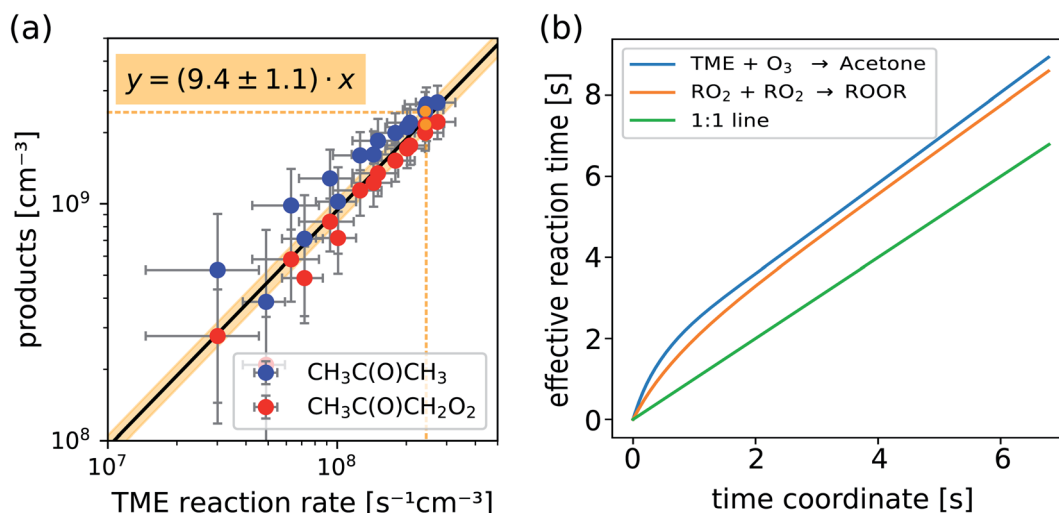 (a)
y = (9.4 ± 1.1) · x
products [cm⁻³]
10⁹
10⁸
CH₃C(O)CH₃
CH₃C(O)CH₂O₂
10⁷
10⁸
TME reaction rate [s⁻¹cm⁻³]
(b)
TME + O₃ → Acetone
RO₂ + RO₂ → ROOR
1:1 line
effective reaction time [s]
8
6
4
2
0
0
2
4
6
time coordinate [s]